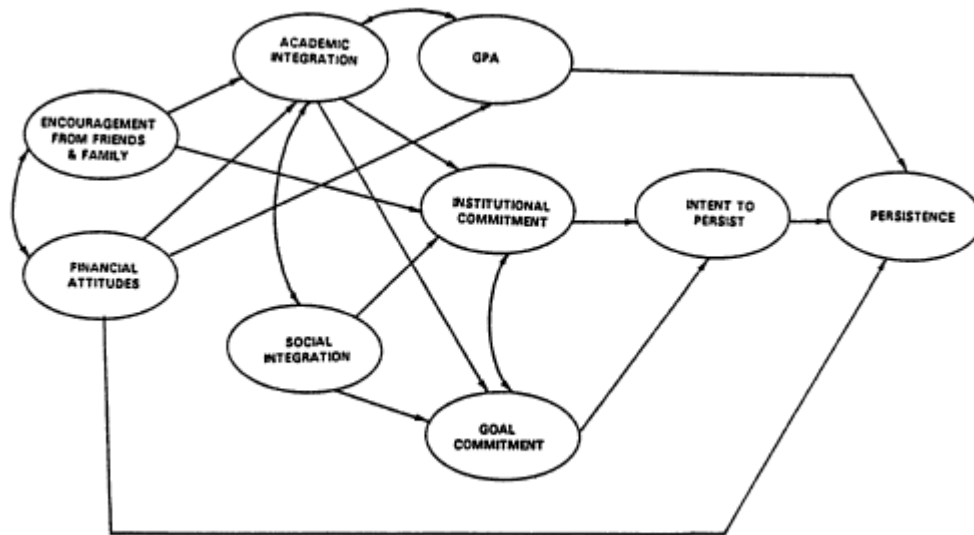 ACADEMIC
INTEGRATION
GPA
ENCOURAGEMENT
FROM FRIENDS
& FAMILY
INSTITUTIONAL
COMMITMENT
INTENT TO
PERSIST
PERSISTENCE
FINANCIAL
ATTITUDES
SOCIAL
INTEGRATION
GOAL
COMMITMENT